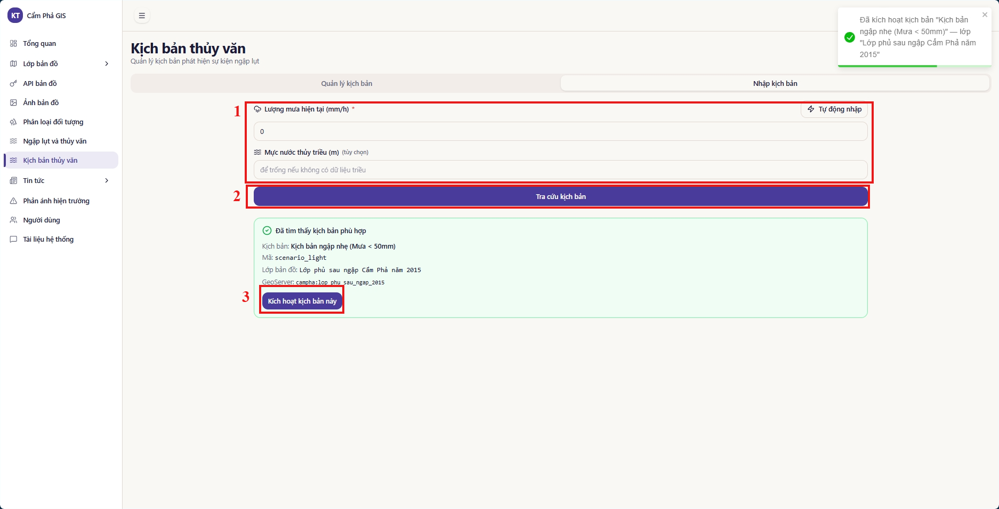 KT Cẩm Phả GIS
Tổng quan
Lớp bản đồ
API bản đồ
Ảnh bản đồ
Phân loại đối tượng
Ngập lụt và thủy văn
Kịch bản thủy văn
Tin tức
Phản ánh hiện trường
Người dùng
Tài liệu hệ thống
Kịch bản thủy văn
Quản lý kịch bản phát hiện sự kiện ngập lụt
Đã kích hoạt kịch bản "Kịch bản
ngập nhẹ (Mưa < 50mm)" — lớp
"Lớp phủ sau ngập Cẩm Phả năm
2015"
Quản lý kịch bản
Nhập kịch bản
1
Lượng mưa hiện tại (mm/h) *
Tự động nhập
0
Mực nước thủy triều (m) (tùy chọn)
để trống nếu không có dữ liệu triều
2
Tra cứu kịch bản
Đã tìm thấy kịch bản phù hợp
Kịch bản: Kịch bản ngập nhẹ (Mưa < 50mm)
Mã: scenario_light
Lớp bản đồ: Lớp phủ sau ngập Cẩm Phả năm 2015
GeoServer: campha:lop_phu_sau_ngap_2015
3
Kích hoạt kịch bản này